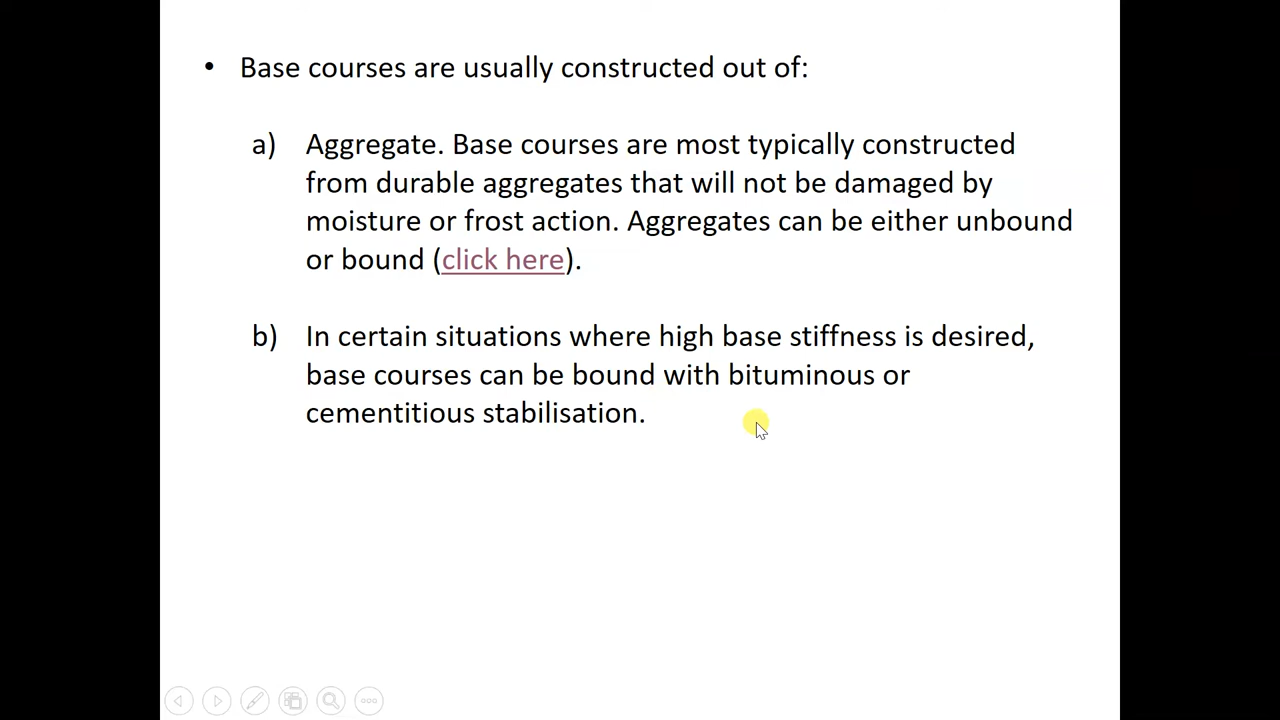 • Base courses are usually constructed out of:
a) Aggregate. Base courses are most typically constructed
from durable aggregates that will not be damaged by
moisture or frost action. Aggregates can be either unbound
or bound (click here).
b) In certain situations where high base stiffness is desired,
base courses can be bound with bituminous or
cementitious stabilisation.